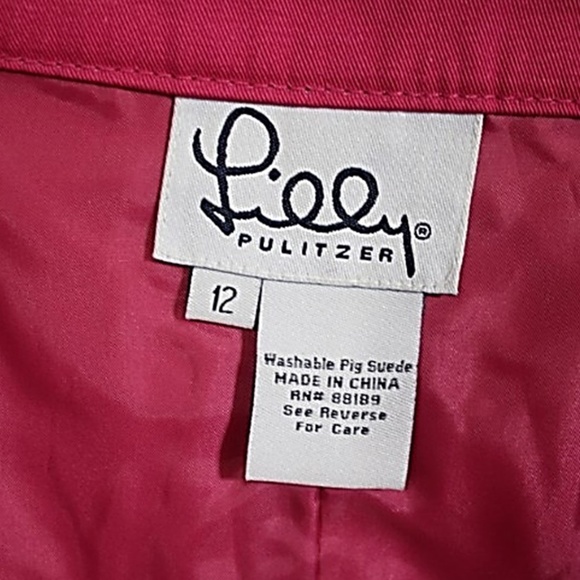 Lilly®
PULITZER
12
Washable Pig Suede
MADE IN CHINA
RN# 88189
See Reverse
For Care